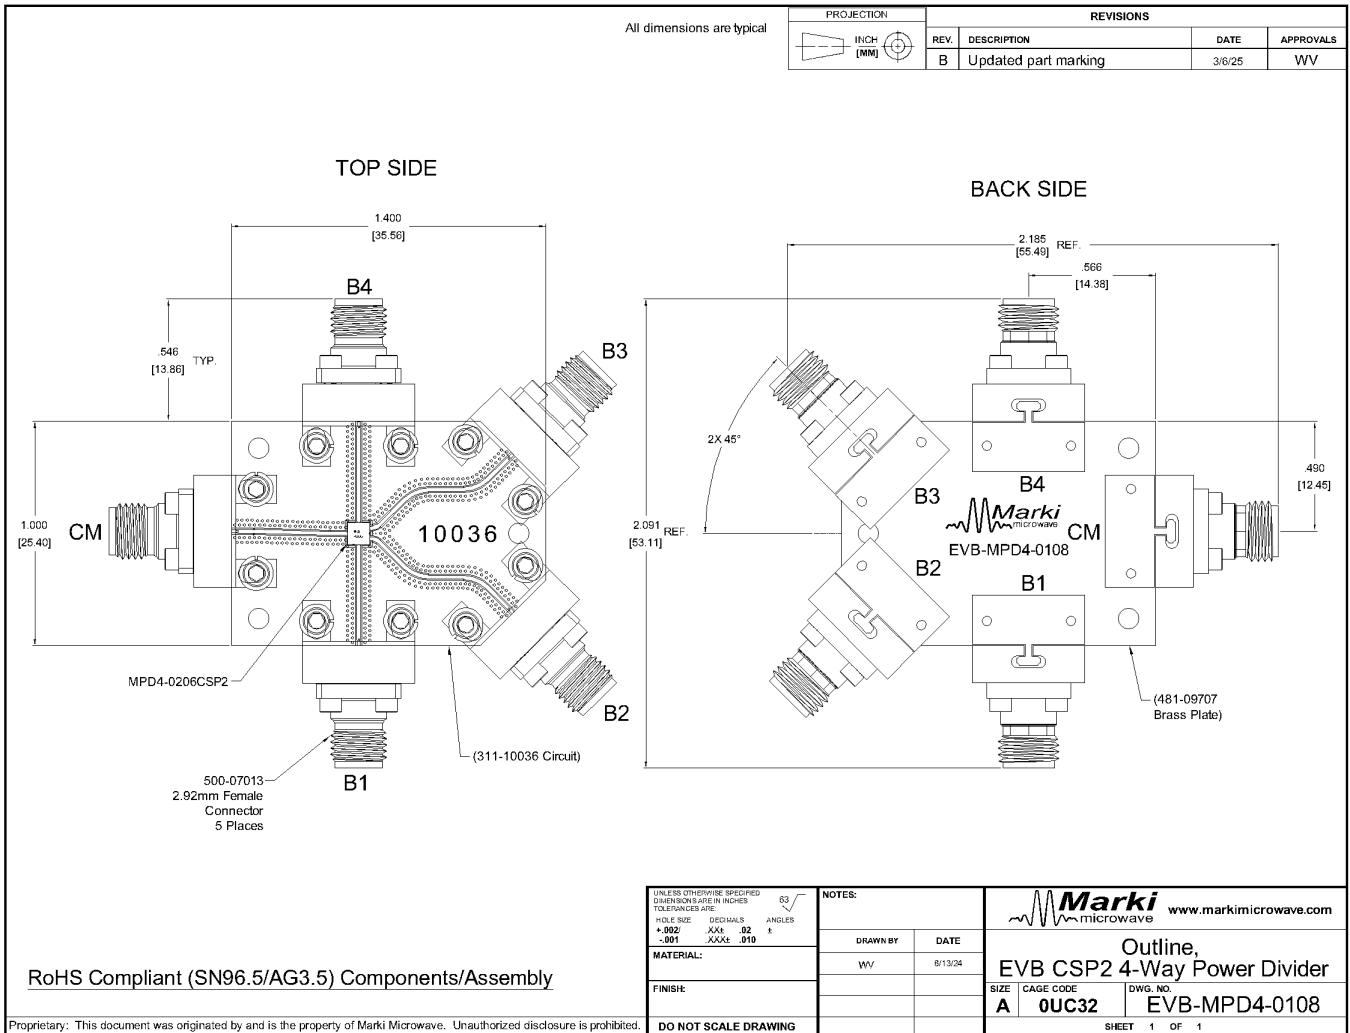 All dimensions are typical
PROJECTION
INCH
[MM]
REVISIONS
REV. DESCRIPTION DATE APPROVALS
B Updated part marking 3/6/25 WV
TOP SIDE
BACK SIDE
1.400
[35.56]
2.185
[55.49] REF.
.566
[14.38]
B4
.546
[13.86] TYP.
B3
2X 45°
.490
[12.45]
B3
B4
Marki
microwave
CM
EVB-MPD4-0108
CM
1.000
[25.40]
10036
2.091
[53.11] REF.
B2
B1
MPD4-0206CSP2
B2
(481-09707
Brass Plate)
(311-10036 Circuit)
B1
500-07013
2.92mm Female
Connector
5 Places
UNLESS OTHERWISE SPECIFIED
DIMENSIONS ARE IN INCHES
TOLERANCES ARE:
63
HOLE SIZE DECIMALS ANGLES
+.002/ .XX± .02 ±
-.001 .XXX± .010
MATERIAL:
FINISH:
DO NOT SCALE DRAWING
NOTES:
DRAWN BY DATE
WV 6/13/24
Marki
microwave
www.markimicrowave.com
Outline,
EVB CSP2 4-Way Power Divider
SIZE CAGE CODE DWG. NO.
A 0UC32 EVB-MPD4-0108
SHEET 1 OF 1
RoHS Compliant (SN96.5/AG3.5) Components/Assembly
Proprietary: This document was originated by and is the property of Marki Microwave. Unauthorized disclosure is prohibited.